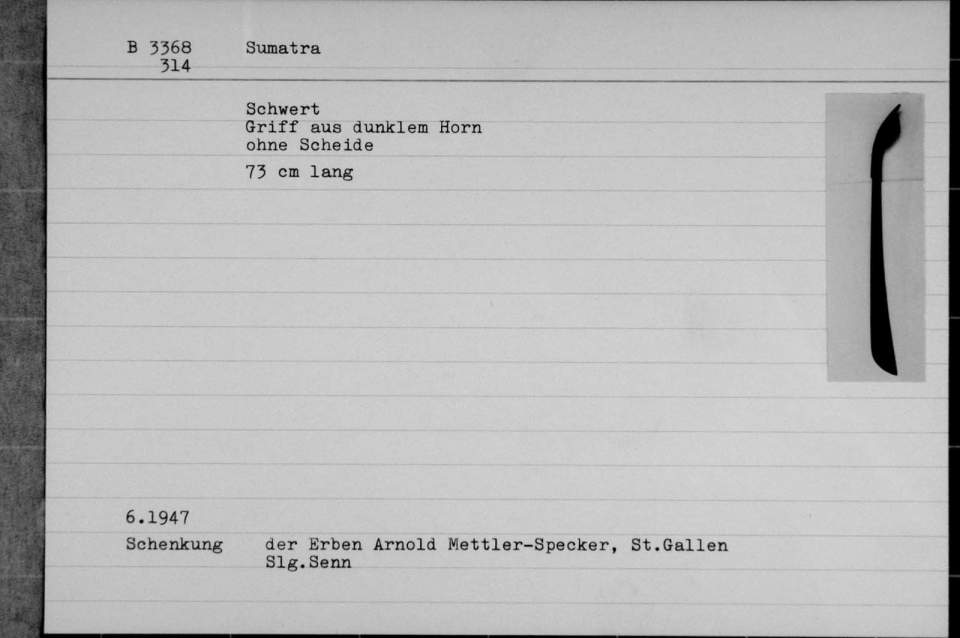 B 3368 Sumatra
314
Schwert
Griff aus dunklem Horn
ohne Scheide
73 cm lang
6.1947
Schenkung der Erben Arnold Mettler-Specker, St.Gallen
Slg.Senn